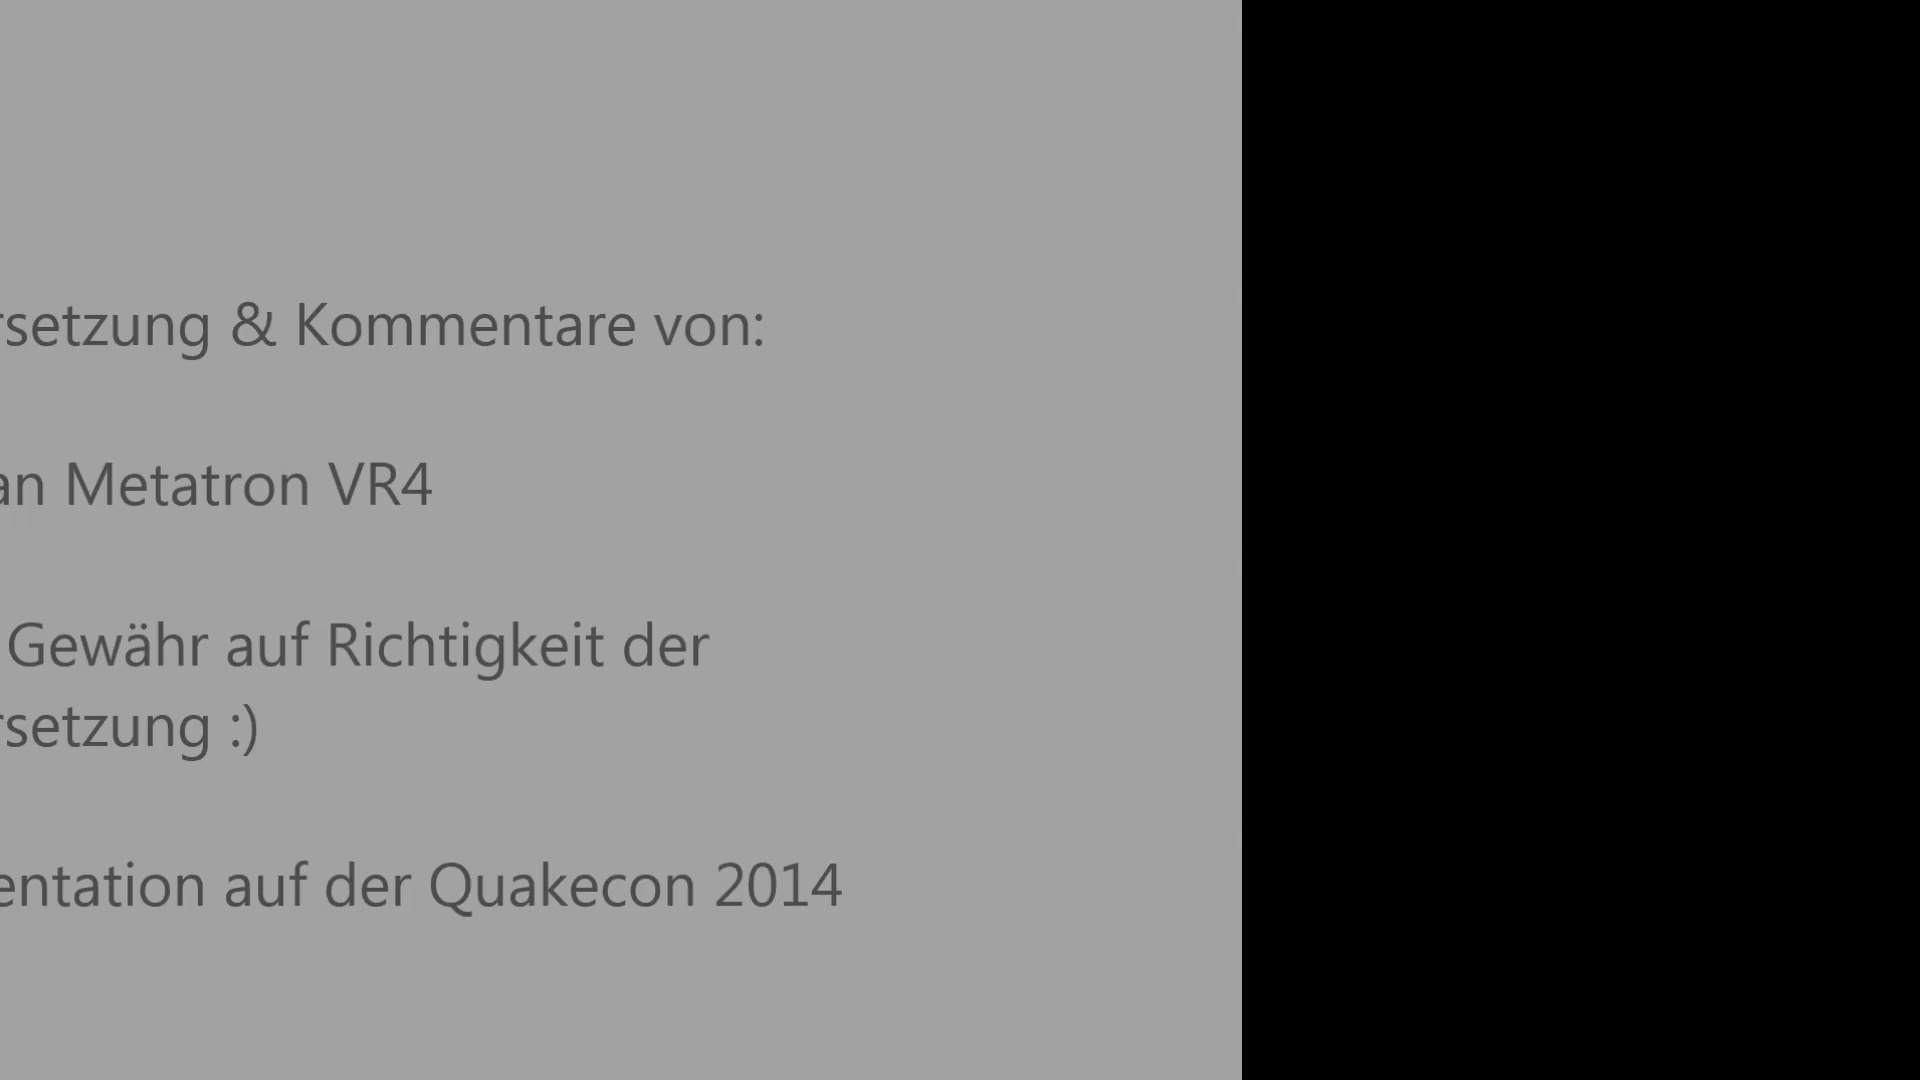 rsetzung & Kommentare von:
an Metatron VR4
Gewähr auf Richtigkeit der
rsetzung :)
entation auf der Quakecon 2014